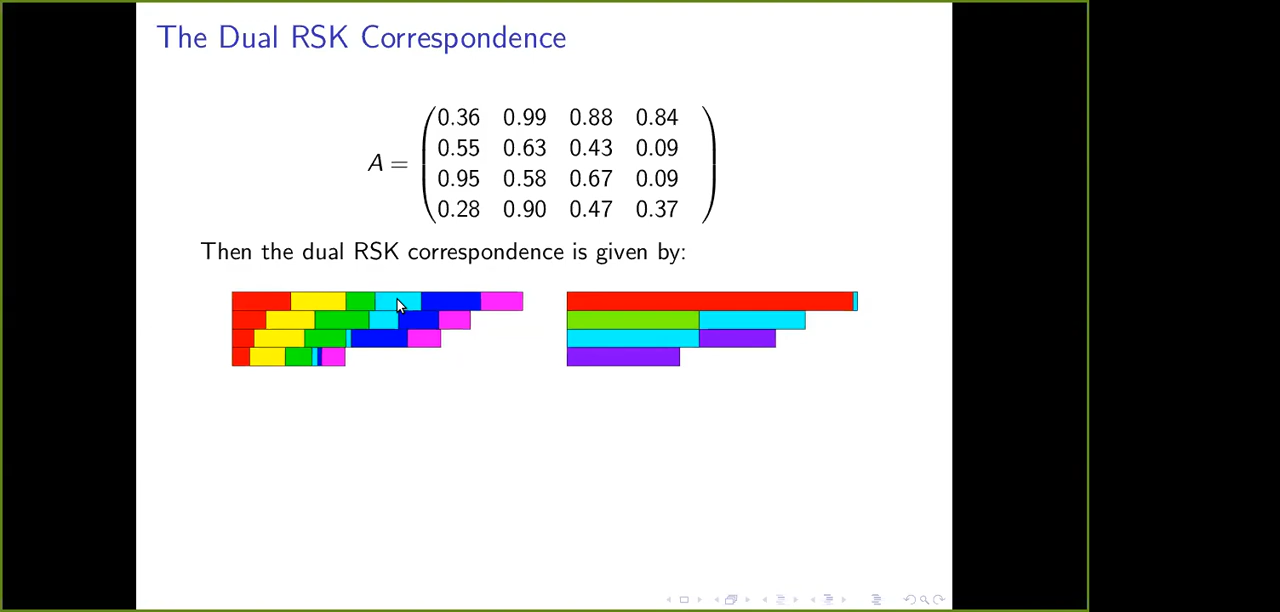 The Dual RSK Correspondence
0.36 0.99 0.88 0.84
0.55 0.63 0.43 0.09
A =
0.95 0.58 0.67 0.09
0.28 0.90 0.47 0.37
Then the dual RSK correspondence is given by: